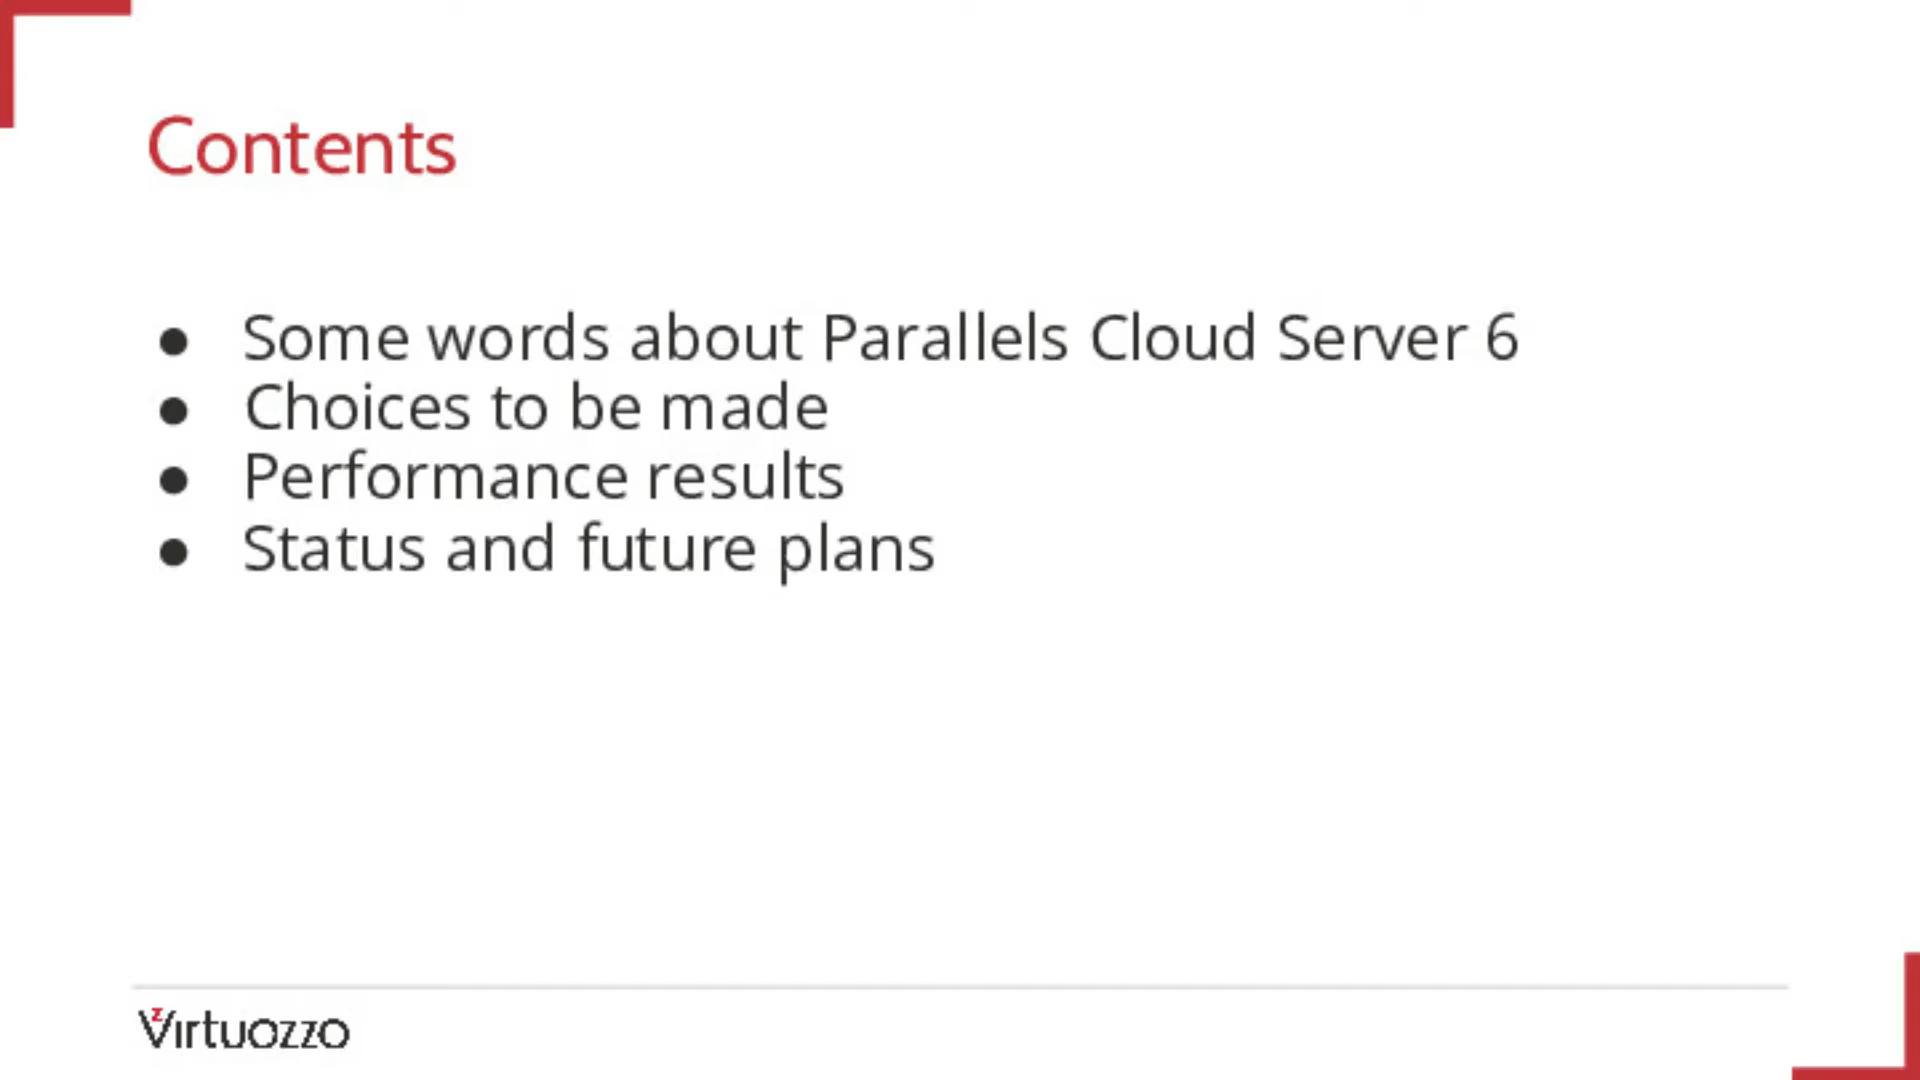 Contents
● Some words about Parallels Cloud Server 6
● Choices to be made
● Performance results
● Status and future plans
Virtuozzo